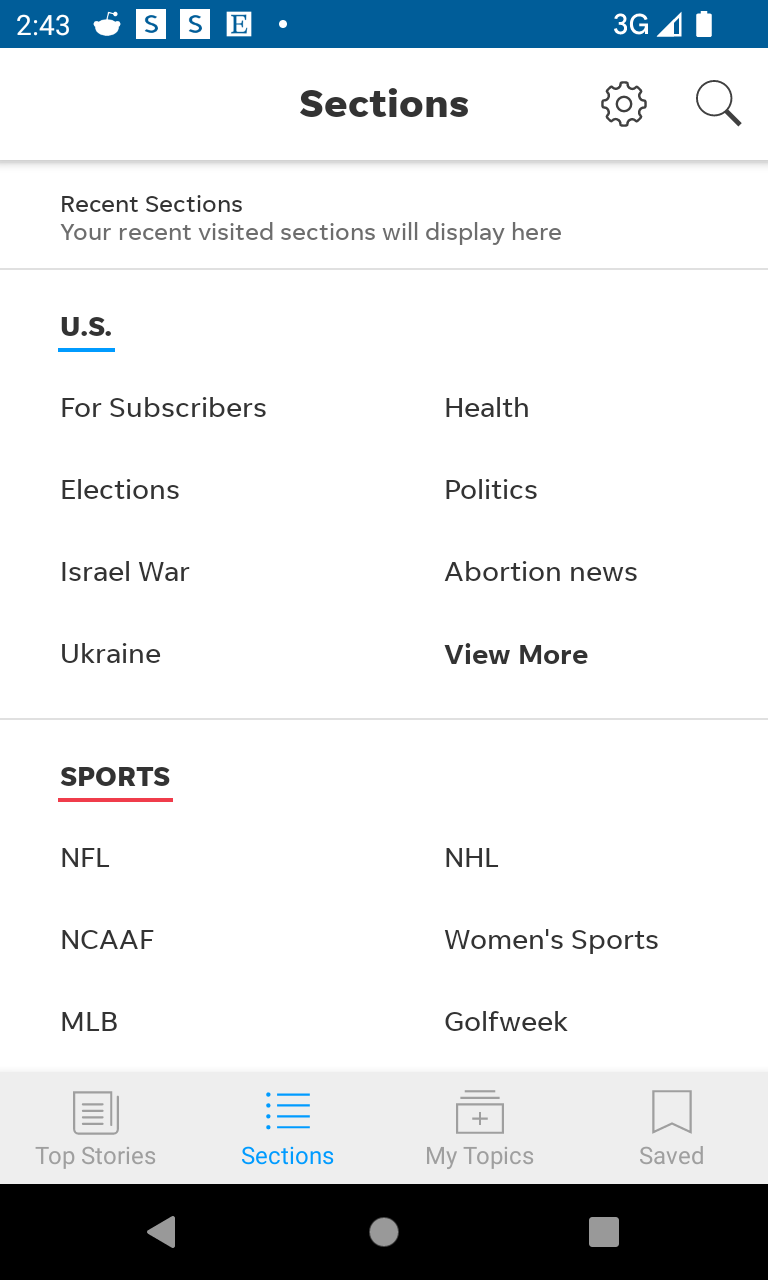 2:43 S S E 3G
Sections
Recent Sections
Your recent visited sections will display here
U.S.
For Subscribers Health
Elections Politics
Israel War Abortion news
Ukraine View More
SPORTS
NFL NHL
NCAAF Women's Sports
MLB Golfweek
Top Stories Sections My Topics Saved